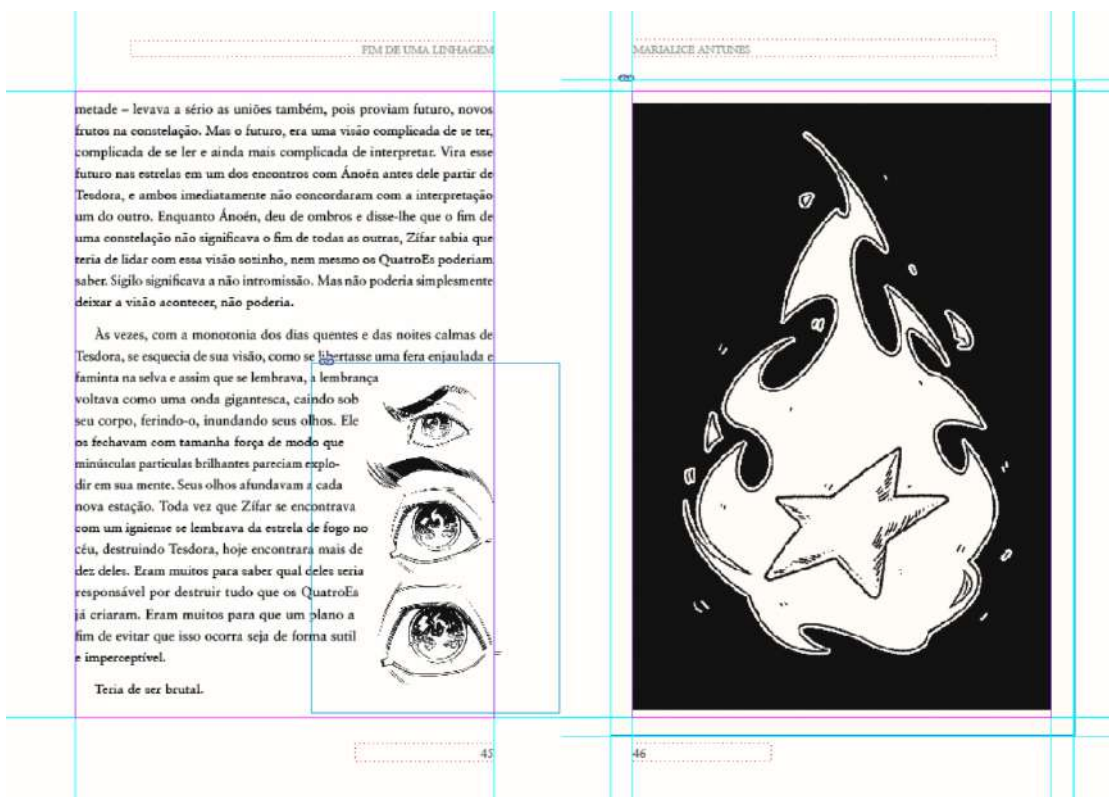 FIM DE UMA LINHAGEM
metade – levava a sério as uniões também, pois proviam futuro, novos
frutos na constelação. Mas o futuro, era uma visão complicada de se ter,
complicada de se ler e ainda mais complicada de interpretar. Vira esse
futuro nas estrelas em um dos encontros com Ánoén antes dele partir de
Tesdora, e ambos imediatamente não concordaram com a interpretação
um do outro. Enquanto Ánoén, deu de ombros e disse-lhe que o fim de
uma constelação não significava o fim de todas as outras, Zífar sabia que
teria de lidar com essa visão sozinho, nem mesmo os QuatroEs poderiam
saber. Sigilo significava a não intromissão. Mas não poderia simplesmente
deixar a visão acontecer, não poderia.
Às vezes, com a monotonia dos dias quentes e das noites calmas de
Tesdora, se esquecia de sua visão, como se libertasse uma fera enjaulada e
faminta na selva e assim que se lembrava, a lembrança
voltava como uma onda gigantesca, caindo sob
seu corpo, ferindo-o, inundando seus olhos. Ele
os fechavam com tamanha força de modo que
minúsculas partículas brilhantes pareciam explo-
dir em sua mente. Seus olhos afundavam a cada
nova estação. Toda vez que Zífar se encontrava
com um igniense se lembrava da estrela de fogo no
céu, destruindo Tesdora, hoje encontrara mais de
dez deles. Eram muitos para saber qual deles seria
responsável por destruir tudo que os QuatroEs
já criaram. Eram muitos para que um plano a
fim de evitar que isso ocorra seja de forma sutil
e imperceptível.
Teria de ser brutal.
45
MARIALICE ANTUNES
46